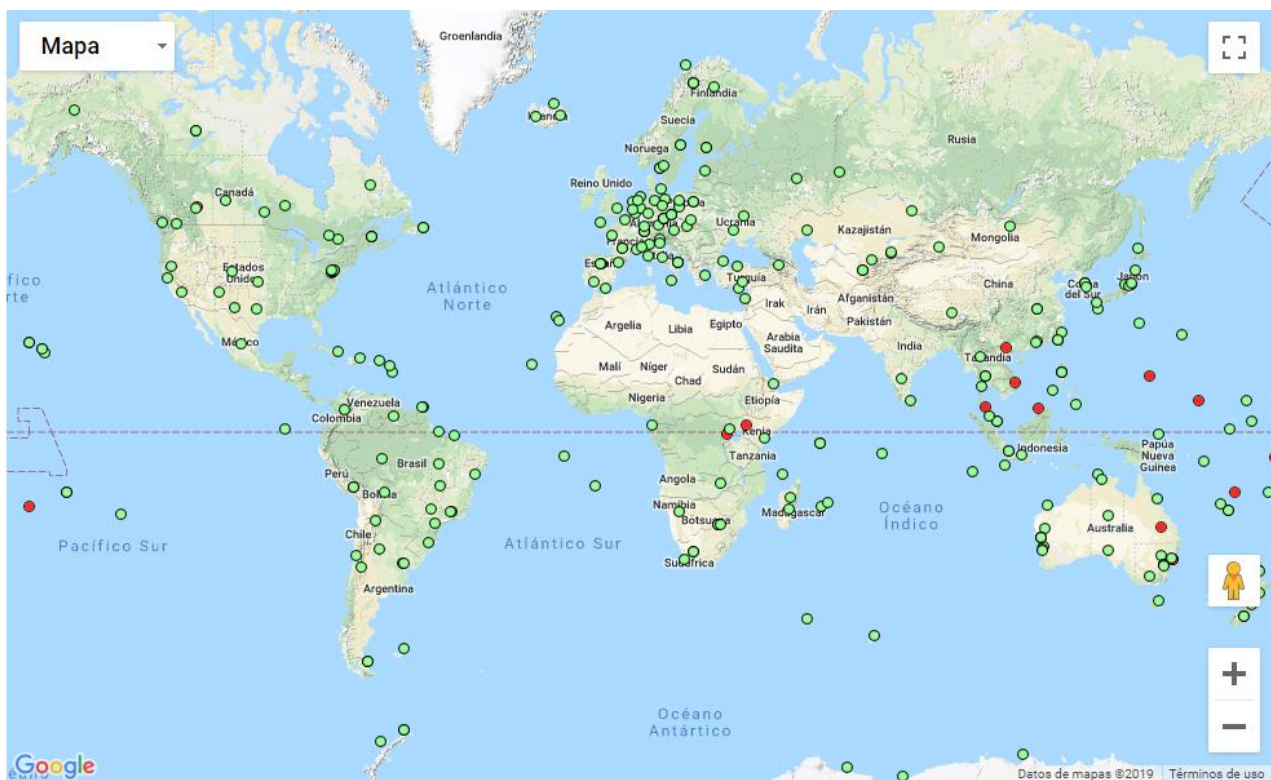 Mapa
Groenlandia
Finlandia
Suecia
Noruega
Rusia
Canadá
Reino Unido
Ucrania
Kazajistán
Mongolia
Estados
Unidos
Atlántico
Norte
Turquía
Japón
China
Corea
del Sur
Afganistán
Irak
Irán
Pakistán
Argelia
Libia
Egipto
Arabia
Saudita
India
México
Malí
Níger
Sudán
Chad
Tailandia
Nigeria
Etiopía
Venezuela
Colombia
Kenia
Indonesia
Papúa
Nueva
Guinea
Tanzania
Perú
Brasil
Angola
Bolivia
Océano
Índico
Namibia
Botsuana
Madagascar
Australia
Chile
Pacífico Sur
Atlántico Sur
Sudáfrica
Argentina
Océano
Antártico
Google
Datos de mapas ©2019
Términos de uso